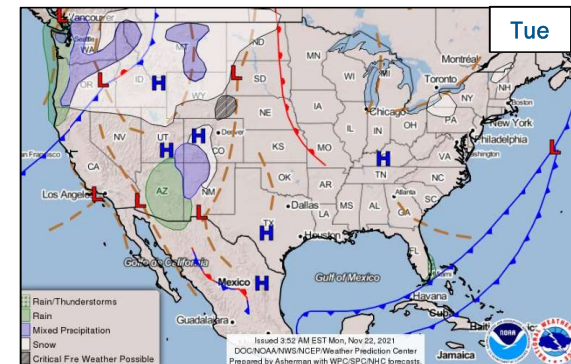 Tue
Vancouver
L
Seattle
WA
MT
ND
MN
Montréal
OR
L
ID
H
L
SD
WI
MI
Toronto
NH
WY
NY
Boston
IA
Chicago
NE
PA
New York
NV
UT
H
H
Denver
IL
IN
OH
Philadelphia
CO
WV
VA
Washington
L
an Francisco
CA
KS
MO
H
TN
NC
Los Angeles
L
L
AZ
NM
L
OK
AR
Atlanta
SC
Dallas
MS
AL
GA
LA
TX
H
Houston
FL
Golfo de California
H
Gulf of Mexico
Miami
Mexico
Havana
Cuba
Guadalajara
Jamaica
Rain/Thunderstorms
Rain
Mixed Precipitation
Snow
Critical Fire Weather Possible
Issued 3:52 AM EST Mon, Nov 22, 2021
DOC/NOAA/NWS/NCEP/Weather Prediction Center
Prepared by Asherman with WPC/SPC/NHC forecasts.
NOAA